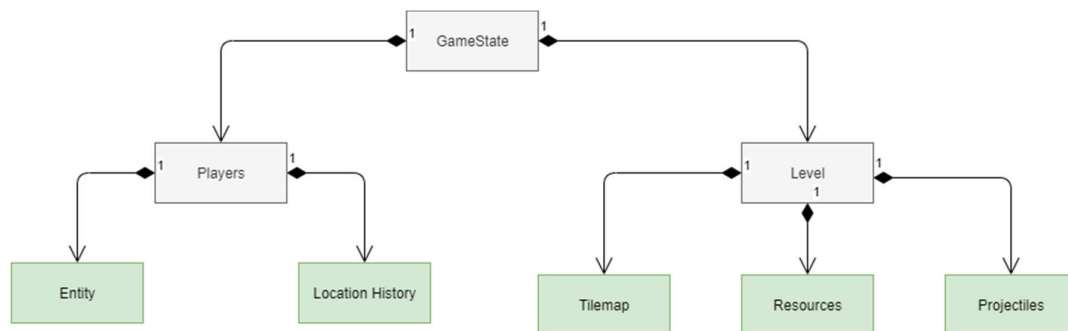 1
GameState
1
1
Players
1
1
Level
1
1
Entity
Location History
Tilemap
Resources
Projectiles